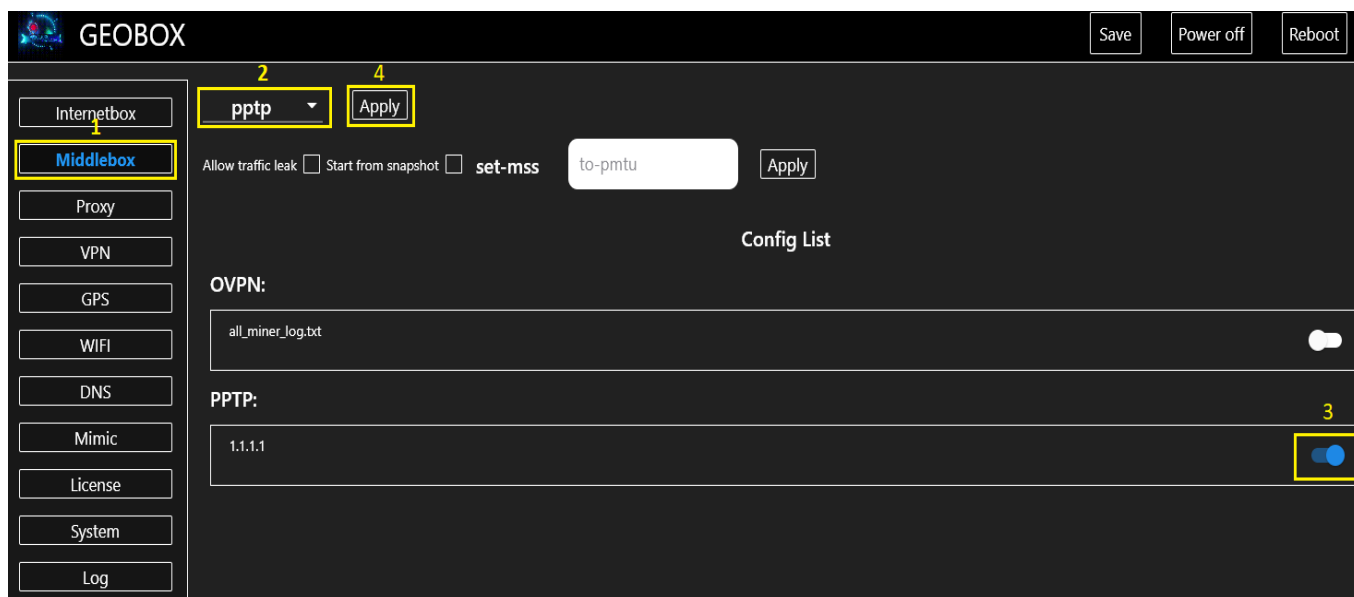 GEOBOX
Save
Power off
Reboot
2
4
pptp
Apply
Internetbox
1
Middlebox
Allow traffic leak
Start from snapshot
set-mss
to-pmtu
Apply
Proxy
VPN
Config List
GPS
OVPN:
all_miner_log.txt
WIFI
DNS
PPTP:
3
Mimic
1.1.1.1
License
System
Log